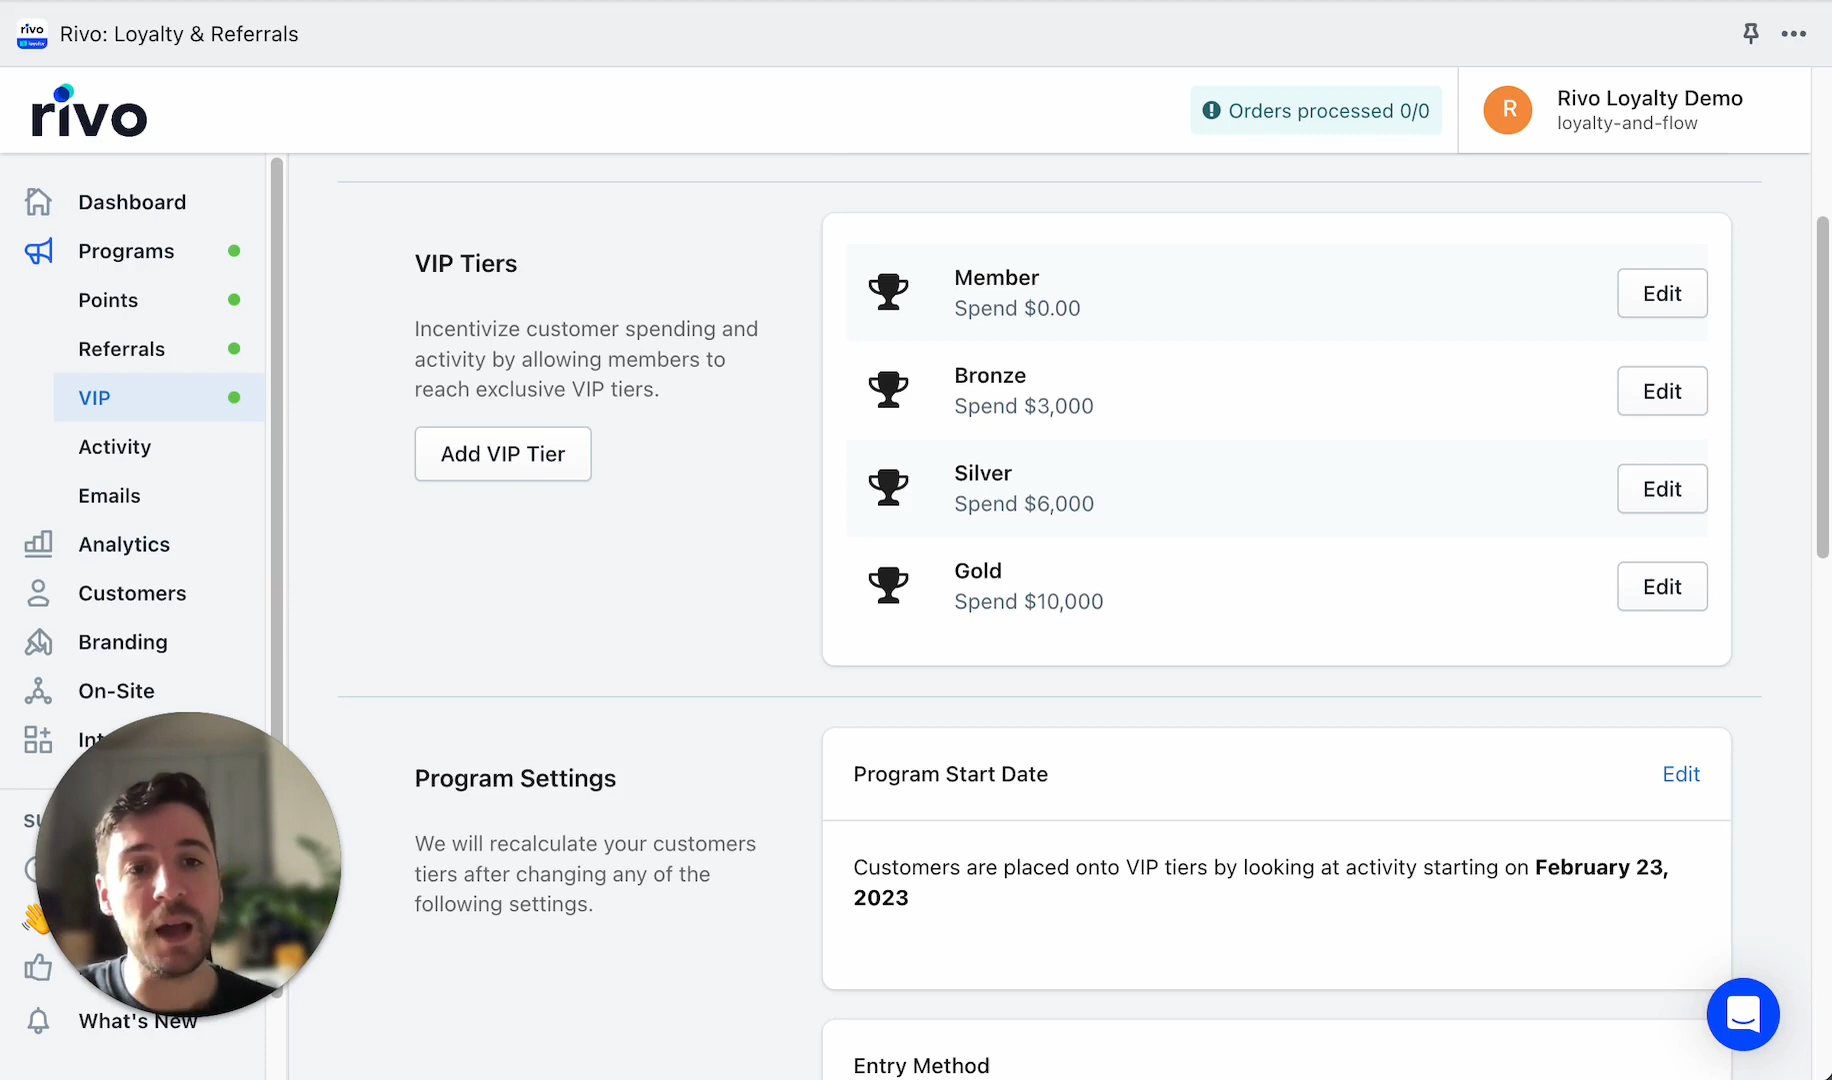 rivo
Rivo: Loyalty & Referrals
rivo
Orders processed 0/0
R
Rivo Loyalty Demo
loyalty-and-flow
Dashboard
Programs
Points
Referrals
VIP
Activity
Emails
Analytics
Customers
Branding
On-Site
Int
SU
What's New
VIP Tiers
Incentivize customer spending and
activity by allowing members to
reach exclusive VIP tiers.
Add VIP Tier
Member
Spend $0.00
Edit
Bronze
Spend $3,000
Edit
Silver
Spend $6,000
Edit
Gold
Spend $10,000
Edit
Program Settings
We will recalculate your customers
tiers after changing any of the
following settings.
Program Start Date
Edit
Customers are placed onto VIP tiers by looking at activity starting on February 23,
2023
Entry Method